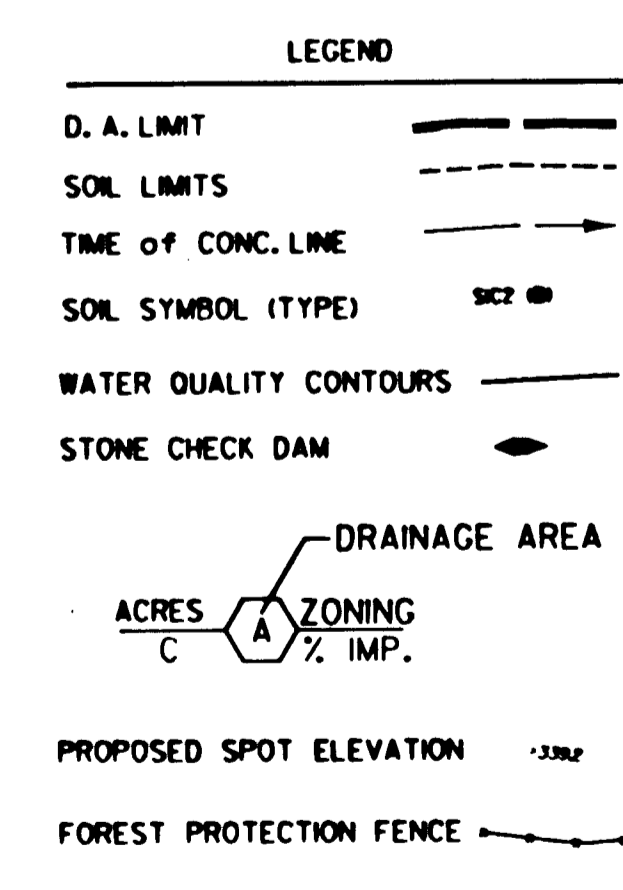 LEGEND
D. A. LIMIT
SOIL LIMITS
TIME of CONC. LINE
SOIL SYMBOL (TYPE)
WATER QUALITY CONTOURS
STONE CHECK DAM
DRAINAGE AREA
ACRES A ZONING
C % IMP.
PROPOSED SPOT ELEVATION
FOREST PROTECTION FENCE